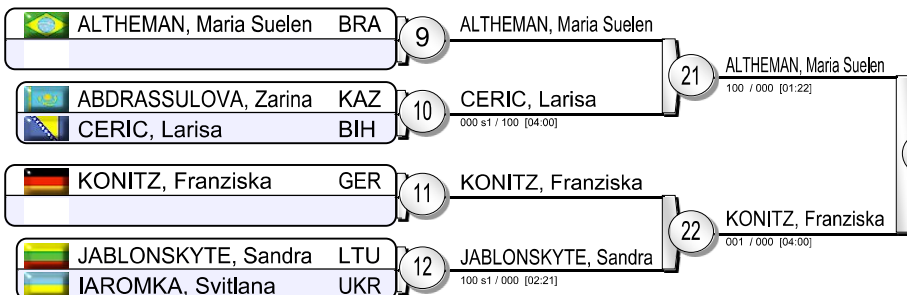 ALTHEMAN, Maria Suelen BRA
9
ALTHEMAN, Maria Suelen
21
ALTHEMAN, Maria Suelen
100 / 000 [01:22]
ABDRASSULOVA, Zarina KAZ
CERIC, Larisa BIH
10
CERIC, Larisa
000 s1 / 100 [04:00]
KONITZ, Franziska GER
11
KONITZ, Franziska
22
KONITZ, Franziska
001 / 000 [04:00]
JABLONSKYTE, Sandra LTU
IAROMKA, Svitlana UKR
12
JABLONSKYTE, Sandra
100 s1 / 000 [02:21]